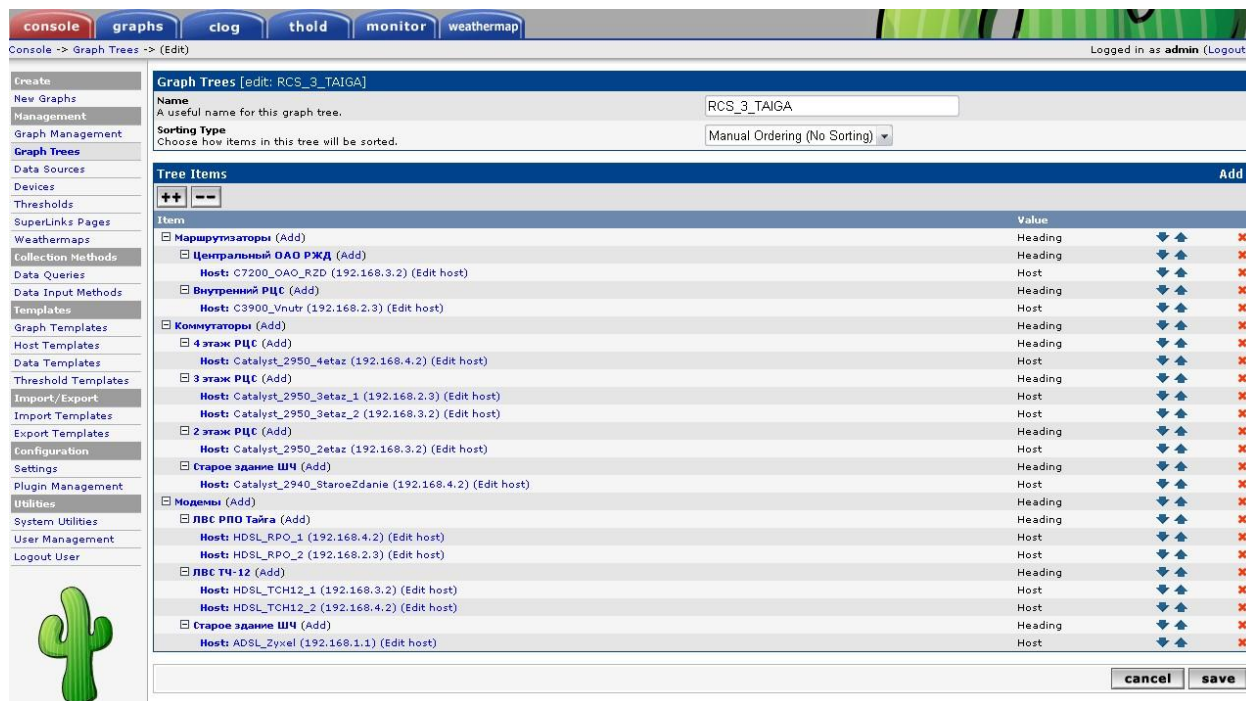 console graphs clog thold monitor weathermap
Console -> Graph Trees -> (Edit) Logged in as admin (Logout
Create
New Graphs
Management
Graph Management
Graph Trees
Data Sources
Devices
Thresholds
SuperLinks Pages
Weathermaps
Collection Methods
Data Queries
Data Input Methods
Templates
Graph Templates
Host Templates
Data Templates
Threshold Templates
Import/Export
Import Templates
Export Templates
Configuration
Settings
Plugin Management
Utilities
System Utilities
User Management
Logout User
Graph Trees [edit: RCS_3_TAIGA]
Name
A useful name for this graph tree.
RCS_3_TAIGA
Sorting Type
Choose how items in this tree will be sorted.
Manual Ordering (No Sorting)
Tree Items Add
++ --
Item Value
Маршрутизаторы (Add) Heading
Центральный ОАО РЖД (Add) Heading
Host: C7200_OAO_RZD (192.168.3.2) (Edit host) Host
Внутренний РЦС (Add) Heading
Host: C3900_Vnutr (192.168.2.3) (Edit host) Host
Коммутаторы (Add) Heading
4 этаж РЦС (Add) Heading
Host: Catalyst_2950_4etaz (192.168.4.2) (Edit host) Host
3 этаж РЦС (Add) Heading
Host: Catalyst_2950_3etaz_1 (192.168.2.3) (Edit host) Host
Host: Catalyst_2950_3etaz_2 (192.168.3.2) (Edit host) Host
2 этаж РЦС (Add) Heading
Host: Catalyst_2950_2etaz (192.168.3.2) (Edit host) Host
Старое здание ШЧ (Add) Heading
Host: Catalyst_2940_StaroeZdanie (192.168.4.2) (Edit host) Host
Модемы (Add) Heading
ЛВС РПО Тайга (Add) Heading
Host: HDSL_RPO_1 (192.168.4.2) (Edit host) Host
Host: HDSL_RPO_2 (192.168.2.3) (Edit host) Host
ЛВС ТЧ-12 (Add) Heading
Host: HDSL_TCH12_1 (192.168.3.2) (Edit host) Host
Host: HDSL_TCH12_2 (192.168.4.2) (Edit host) Host
Старое здание ШЧ (Add) Heading
Host: ADSL_Zyxel (192.168.1.1) (Edit host) Host
cancel save